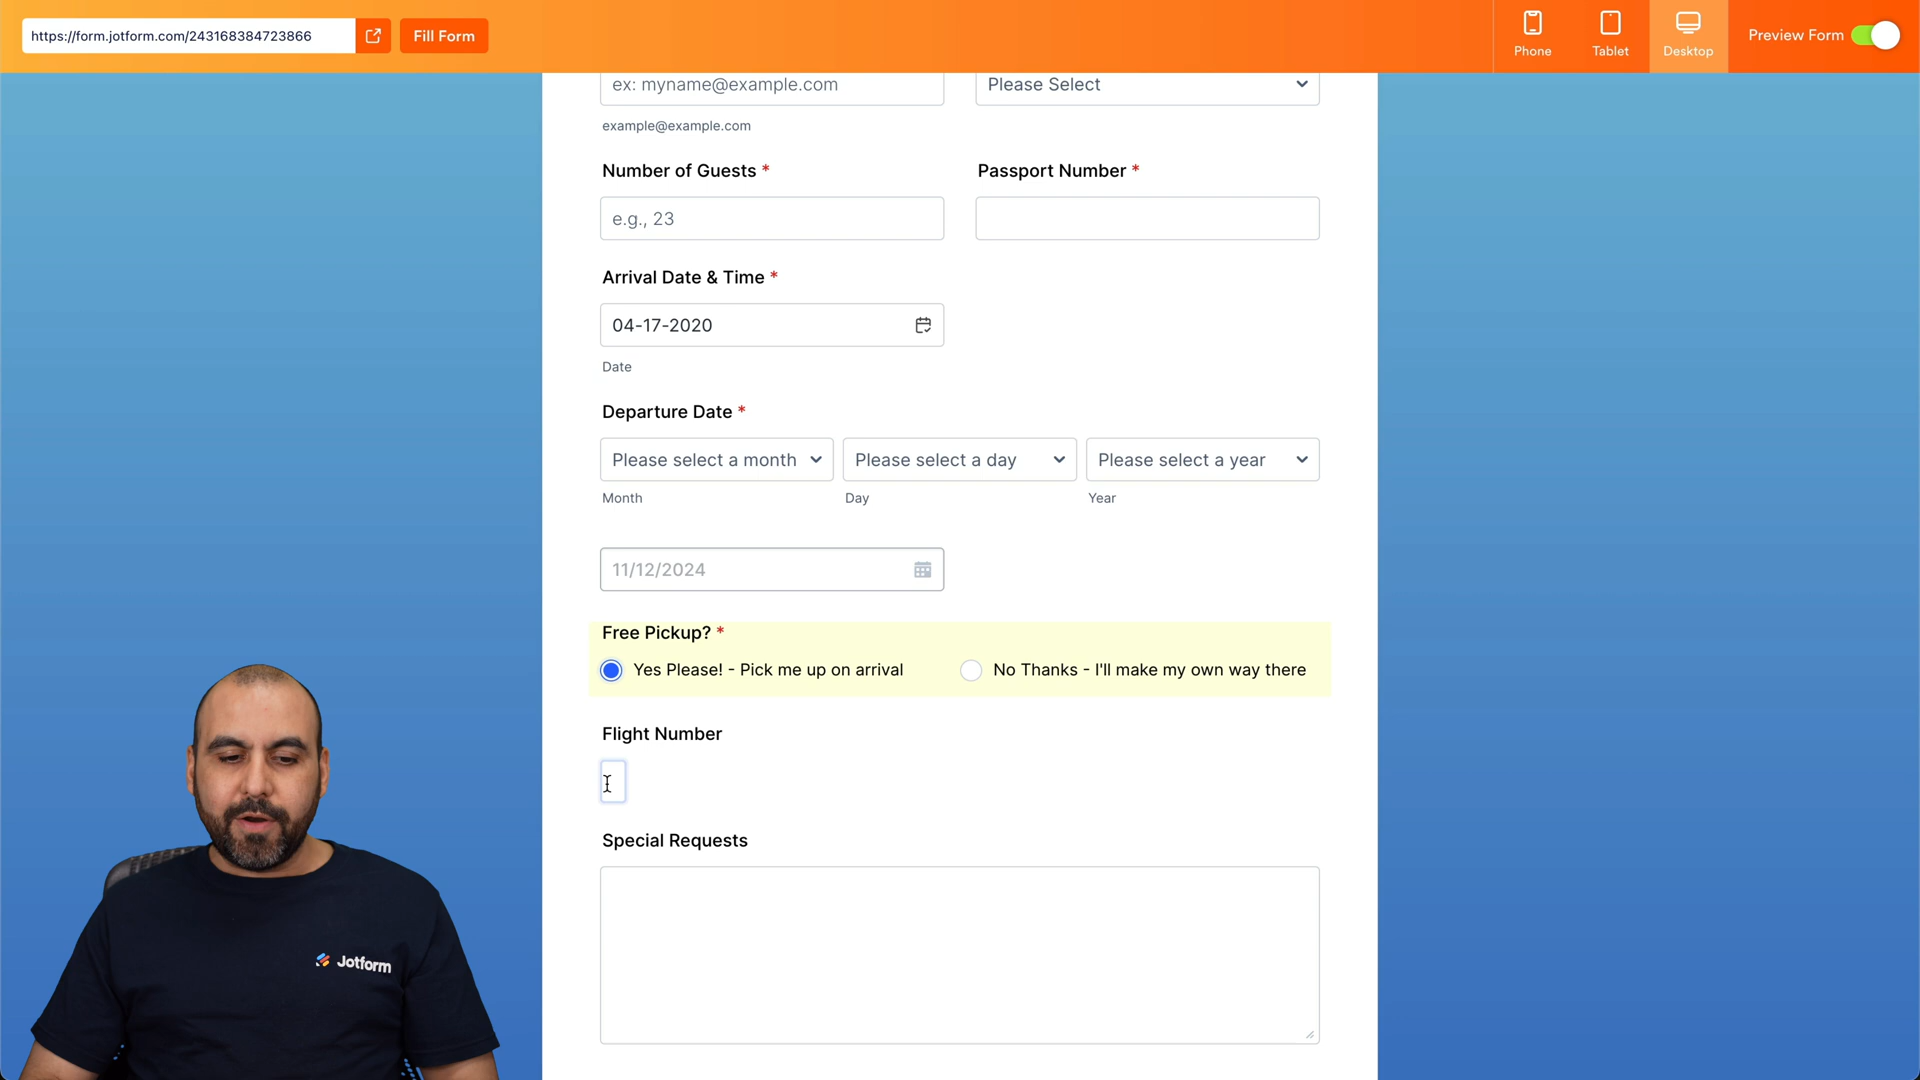 https://form.jotform.com/243168384723866
Fill Form
Phone
Tablet
Desktop
Preview Form
ex: myname@example.com
Please Select
example@example.com
Number of Guests *
Passport Number *
e.g., 23
Arrival Date & Time *
04-17-2020
Date
Departure Date *
Please select a month
Please select a day
Please select a year
Month
Day
Year
11/12/2024
Free Pickup? *
Yes Please! - Pick me up on arrival
No Thanks - I'll make my own way there
Flight Number
Special Requests
Jotform